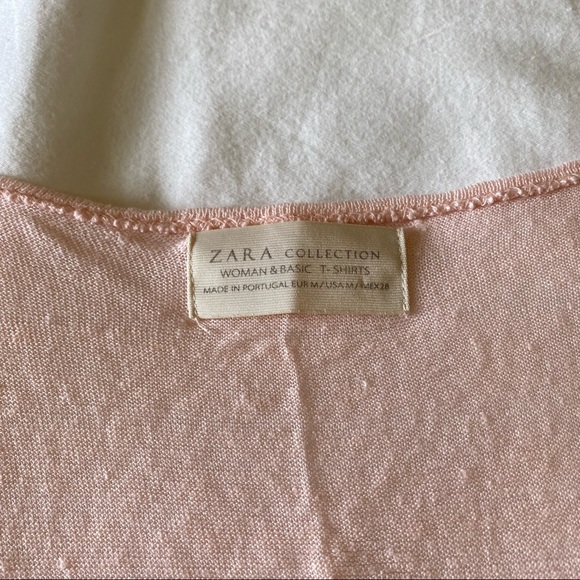 ZARA COLLECTION
WOMAN & BASIC T-SHIRTS
MADE IN PORTUGAL EUR M / USA M / MEX 28